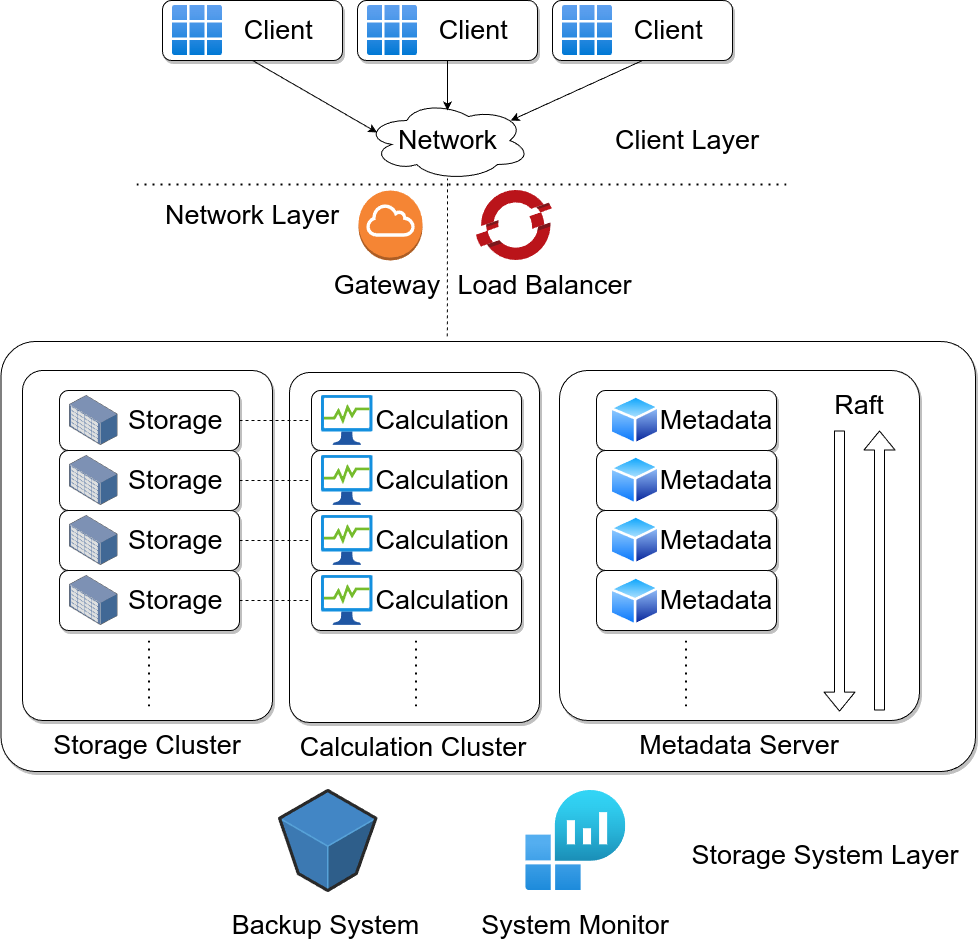 Client
Client
Client
Network
Client Layer
Network Layer
Gateway
Load Balancer
Storage
Calculation
Metadata
Raft
Storage
Calculation
Metadata
Storage
Calculation
Metadata
Storage
Calculation
Metadata
Storage Cluster
Calculation Cluster
Metadata Server
Storage System Layer
Backup System
System Monitor